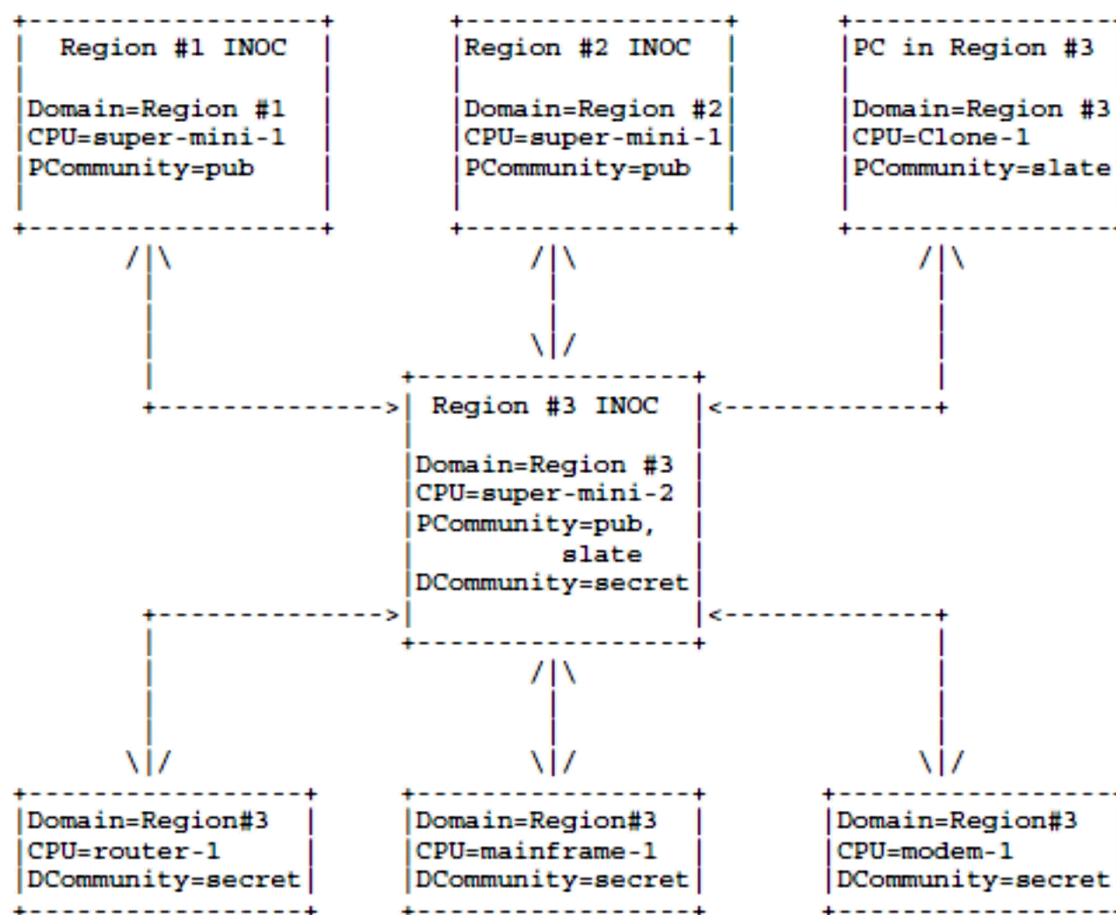 Region #1 INOC
Domain=Region #1
CPU=super-mini-1
PCommunity=pub
Region #2 INOC
Domain=Region #2
CPU=super-mini-1
PCommunity=pub
PC in Region #3
Domain=Region #3
CPU=Clone-1
PCommunity=slate
Region #3 INOC
Domain=Region #3
CPU=super-mini-2
PCommunity=pub,
slate
DCommunity=secret
Domain=Region#3
CPU=router-1
DCommunity=secret
Domain=Region#3
CPU=mainframe-1
DCommunity=secret
Domain=Region#3
CPU=modem-1
DCommunity=secret